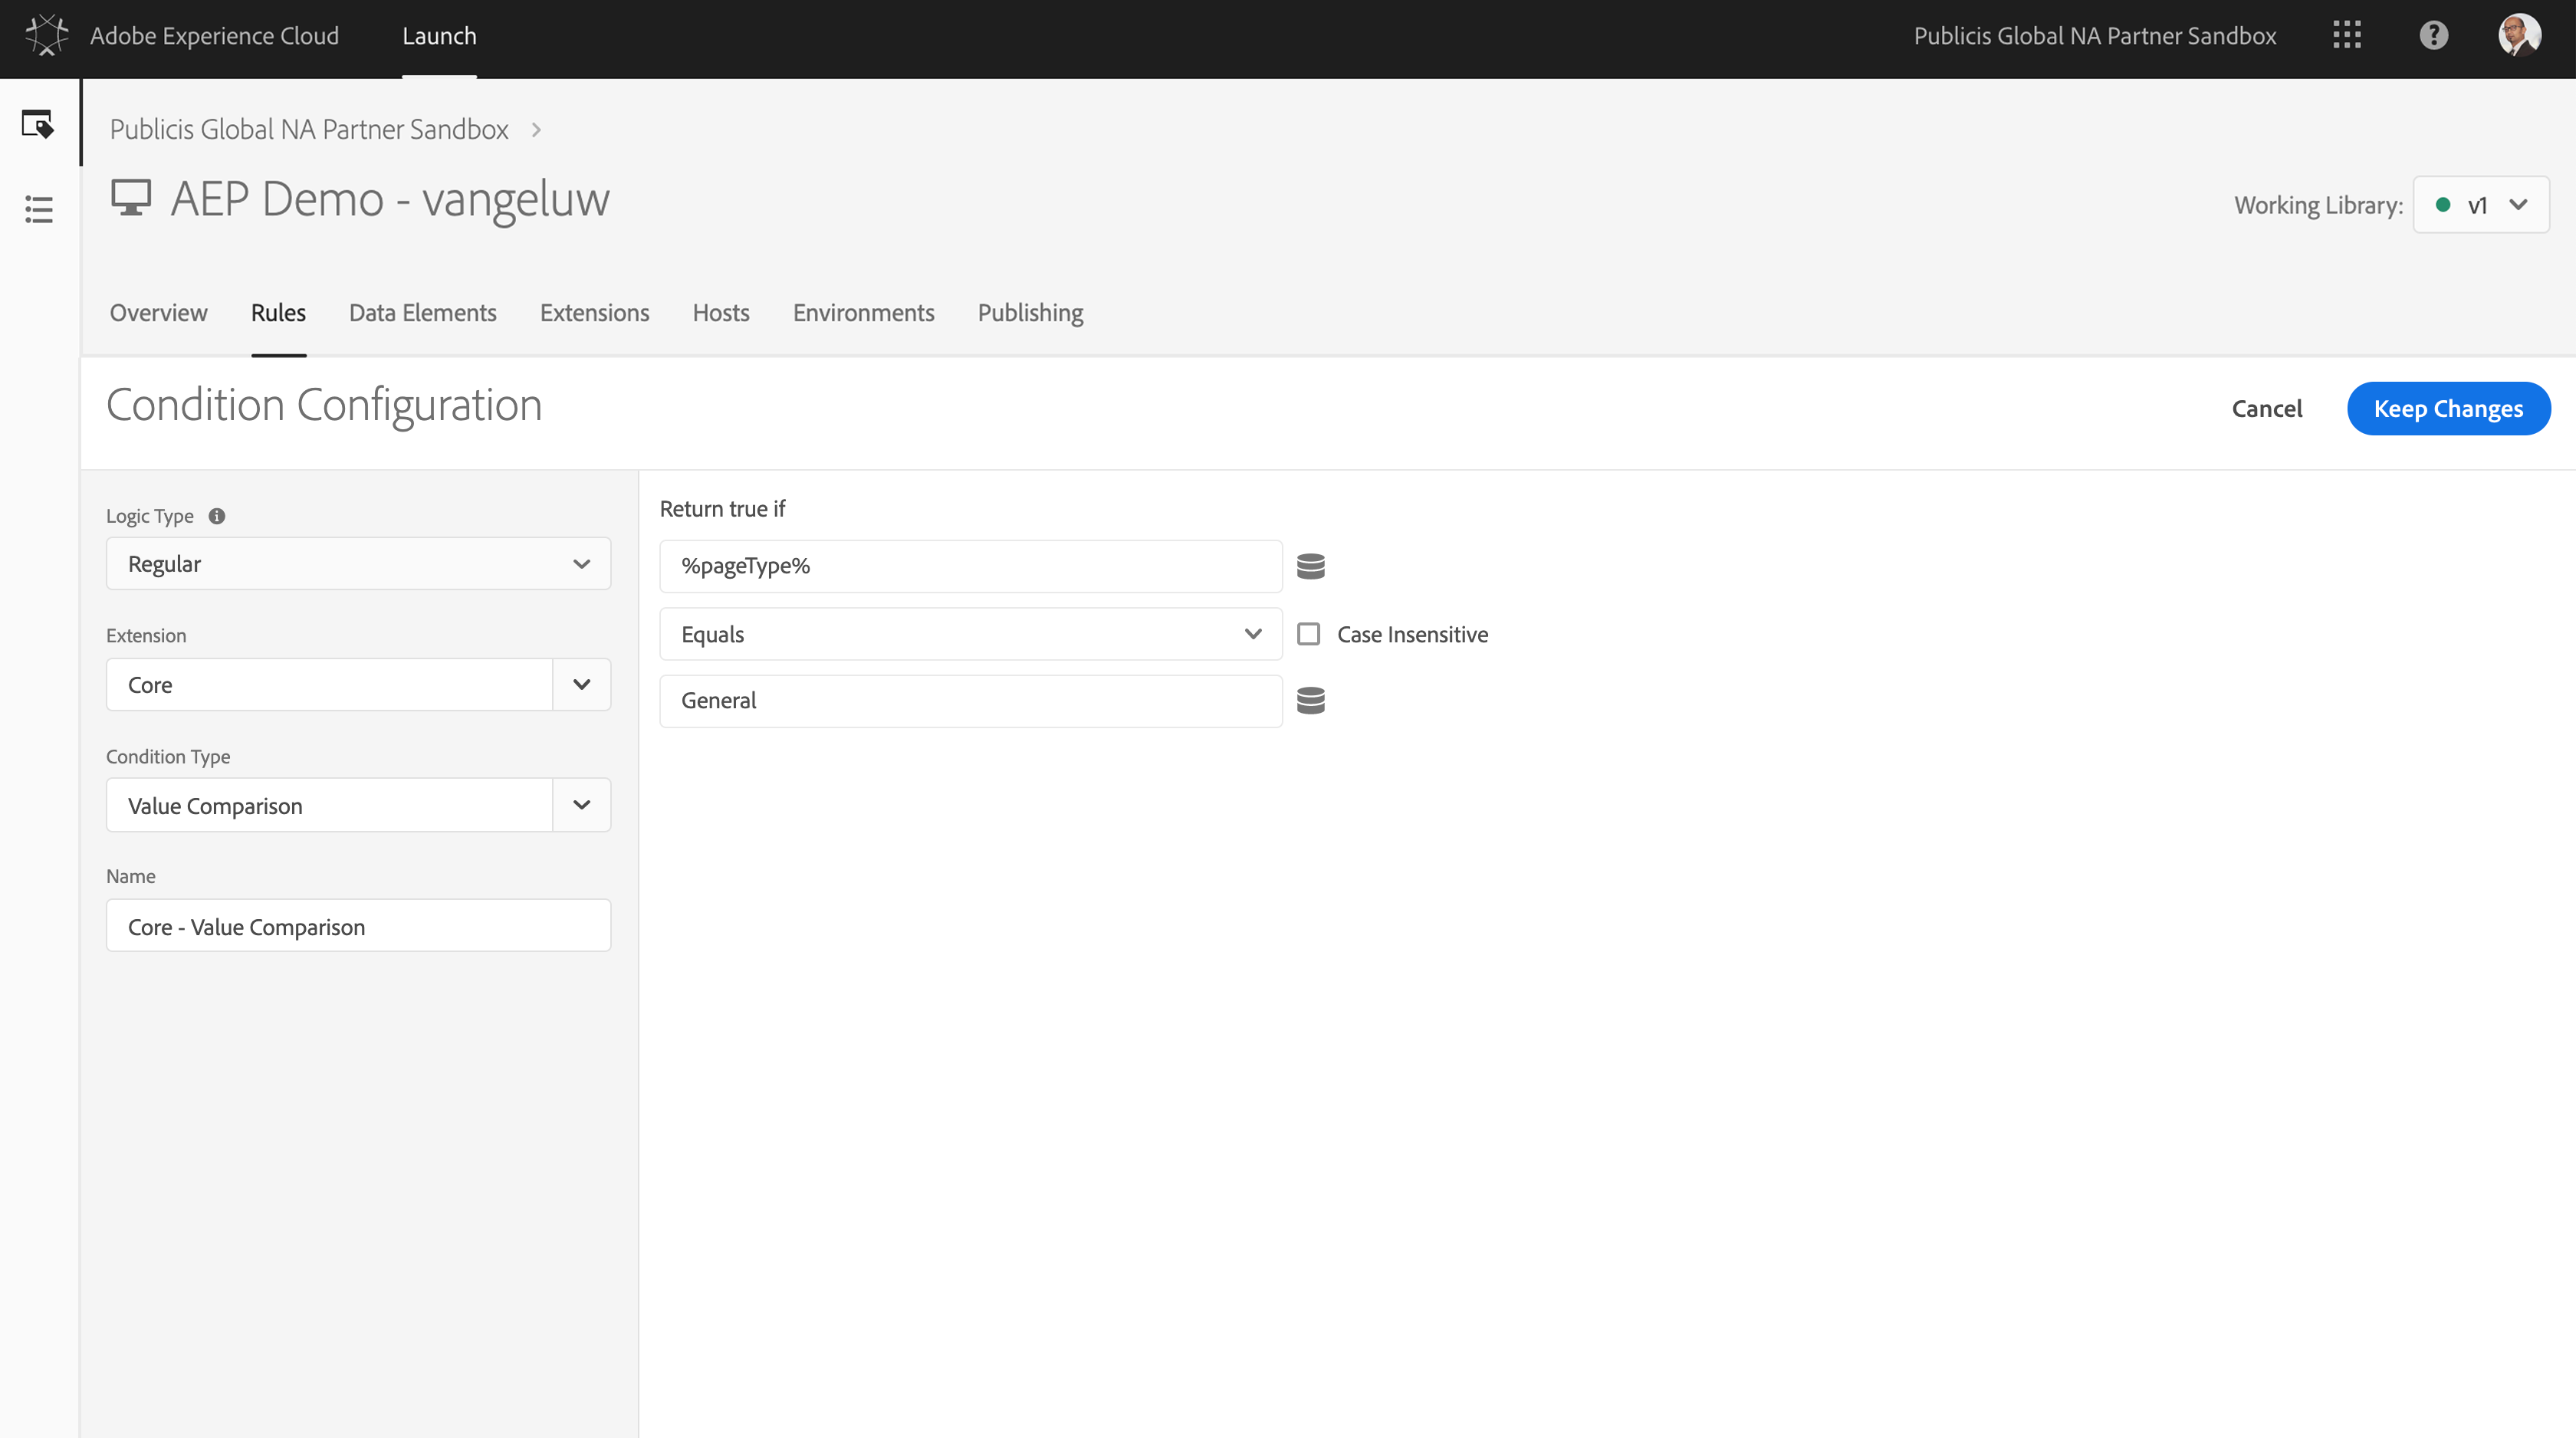 Adobe Experience Cloud Launch Publicis Global NA Partner Sandbox
Publicis Global NA Partner Sandbox
AEP Demo - vangeluw
Working Library: v1
Overview Rules Data Elements Extensions Hosts Environments Publishing
Condition Configuration
Cancel Keep Changes
Logic Type
Regular
Extension
Core
Condition Type
Value Comparison
Name
Core - Value Comparison
Return true if
%pageType%
Equals Case Insensitive
General